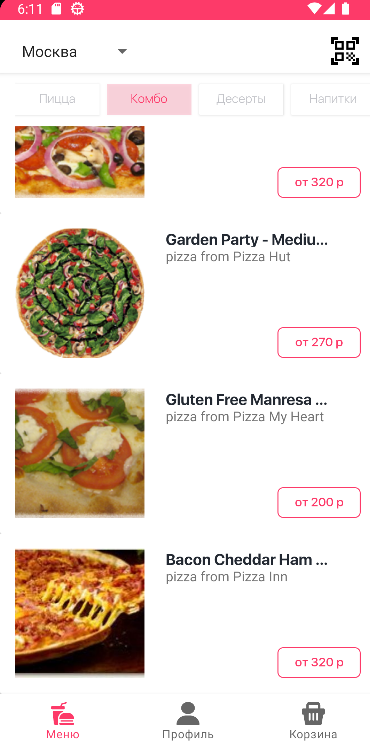 6:11
Москва
Пицца
Комбо
Десерты
Напитки
от 320 р
Garden Party - Mediu...
pizza from Pizza Hut
от 270 р
Gluten Free Manresa ...
pizza from Pizza My Heart
от 200 р
Bacon Cheddar Ham ...
pizza from Pizza Inn
от 320 р
Меню
Профиль
Корзина